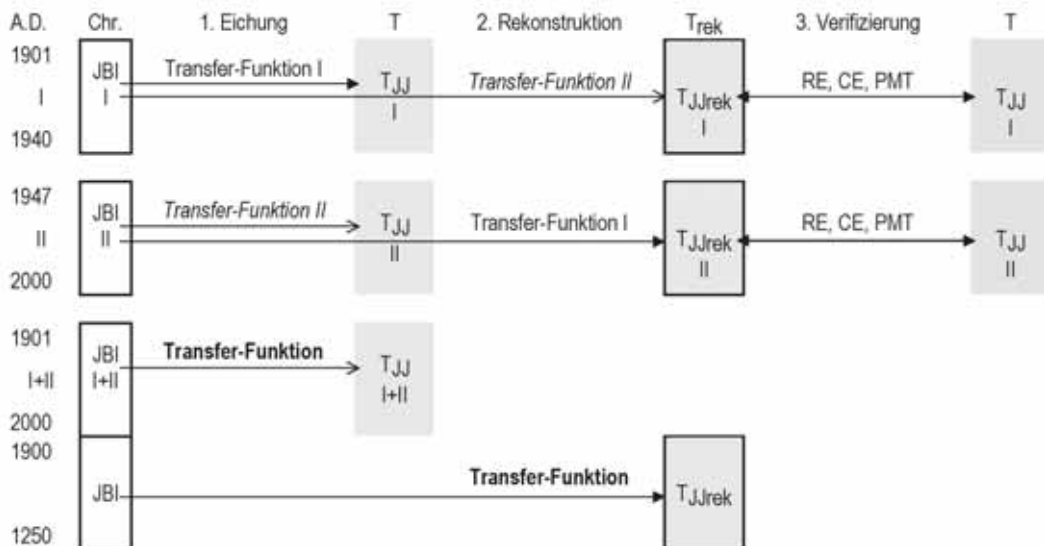 A.D. Chr. 1. Eichung T 2. Rekonstruktion Trek 3. Verifizierung T
1901
JBI Transfer-Funktion I TJJ Transfer-Funktion II TJJrek RE, CE, PMT TJJ
I I I I I
1940
1947
JBI Transfer-Funktion II TJJ Transfer-Funktion I TJJrek RE, CE, PMT TJJ
II II II II II
2000
1901
JBI Transfer-Funktion TJJ
I+II I+II I+II
2000
1900
JBI Transfer-Funktion TJJrek
1250